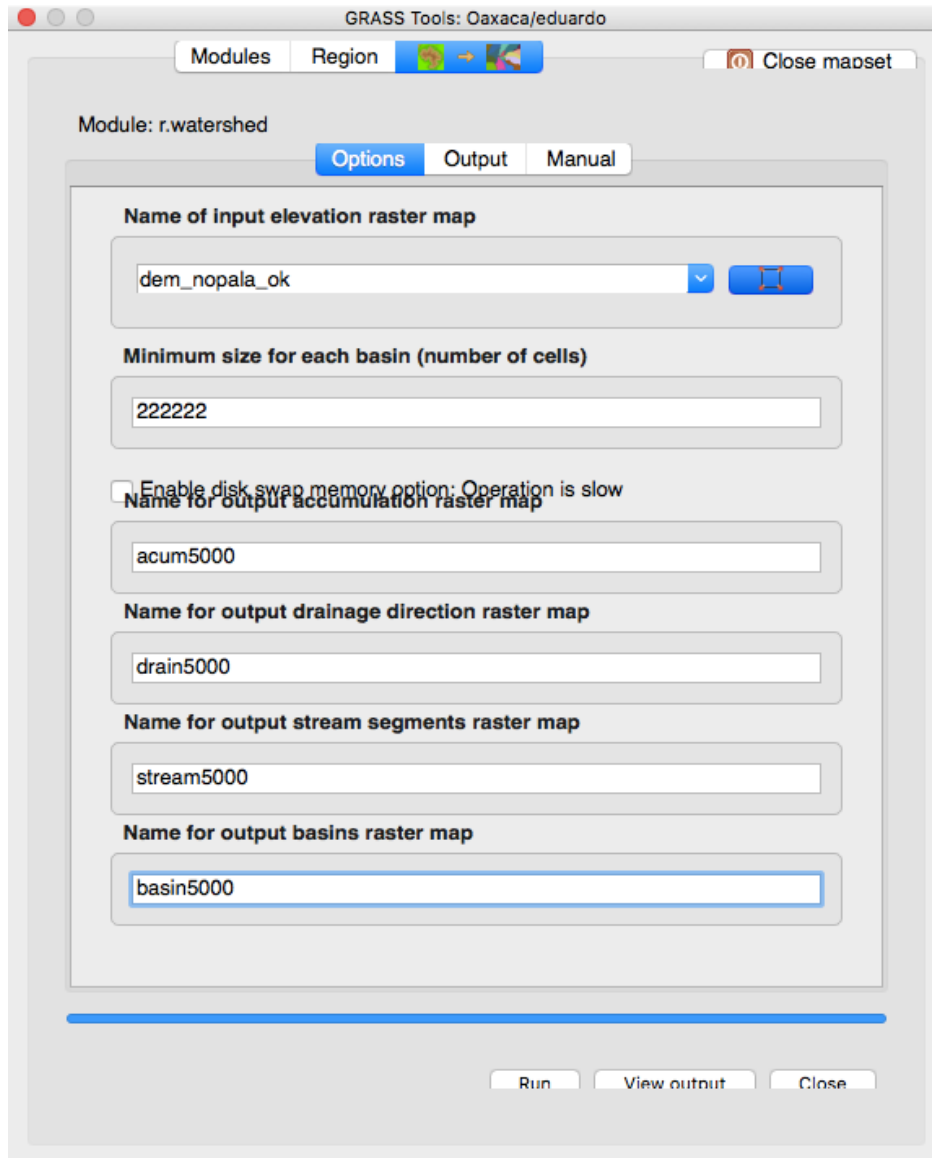 GRASS Tools: Oaxaca/eduardo
Modules Region Close mapset
Module: r.watershed
Options Output Manual
Name of input elevation raster map
dem_nopala_ok
Minimum size for each basin (number of cells)
222222
Enable disk swap memory option: Operation is slow
Name for output accumulation raster map
acum5000
Name for output drainage direction raster map
drain5000
Name for output stream segments raster map
stream5000
Name for output basins raster map
basin5000
Run View output Close